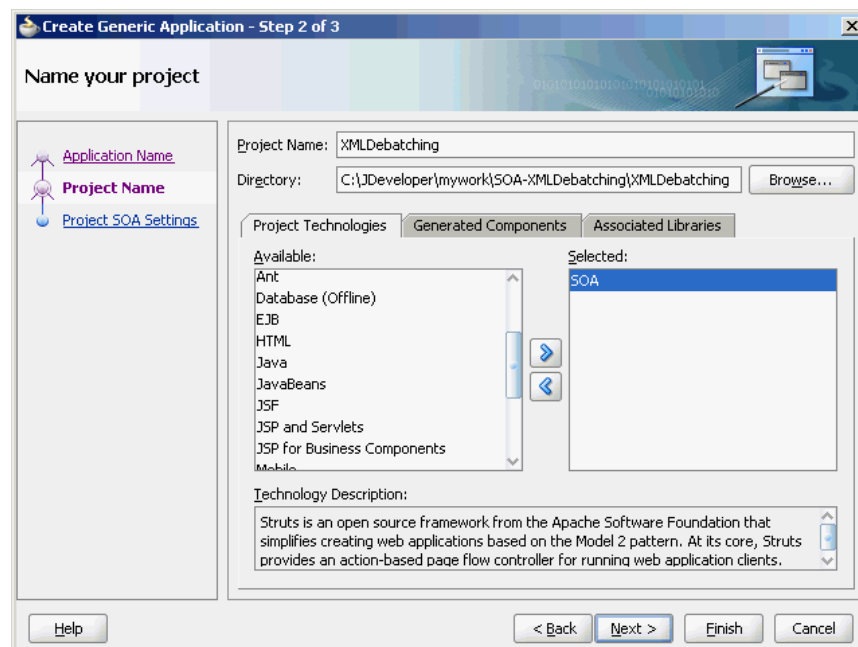 Create Generic Application - Step 2 of 3
Name your project
Application Name
Project Name
Project SOA Settings
Project Name: XMLDebatching
Directory: C:\JDeveloper\mywork\SOA-XMLDebatching\XMLDebatching Browse...
Project Technologies Generated Components Associated Libraries
Available: Selected:
Ant SOA
Database (Offline)
EJB
HTML
Java
JavaBeans
JSF
JSP and Servlets
JSP for Business Components
Mobile
Technology Description:
Struts is an open source framework from the Apache Software Foundation that
simplifies creating web applications based on the Model 2 pattern. At its core, Struts
provides an action-based page flow controller for running web application clients.
Help < Back Next > Finish Cancel